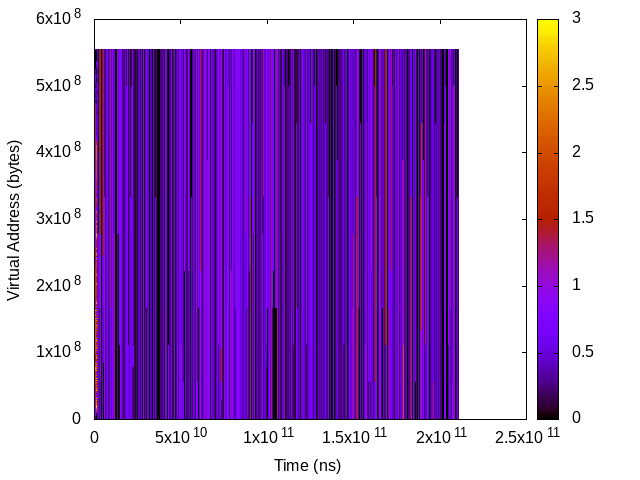 6x10^8
5x10^8
4x10^8
3x10^8
2x10^8
1x10^8
0
Virtual Address (bytes)
0 5x10^10 1x10^11 1.5x10^11 2x10^11 2.5x10^11
Time (ns)
3
2.5
2
1.5
1
0.5
0